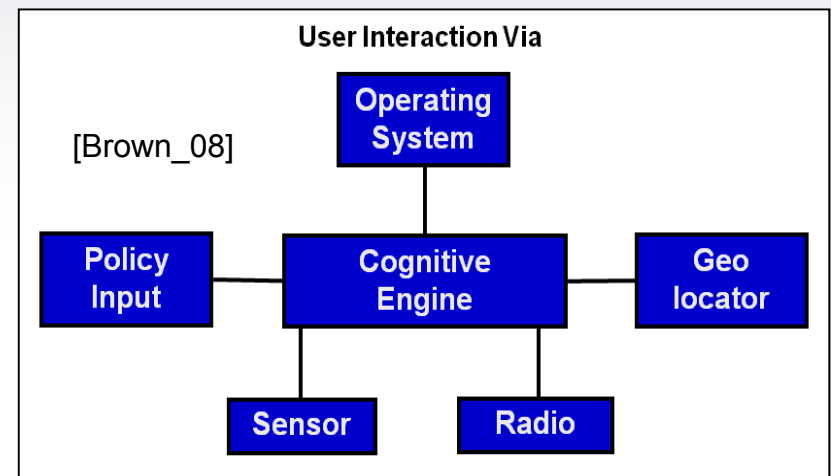 User Interaction Via
Operating
System
[Brown_08]
Policy
Input
Cognitive
Engine
Geo
locator
Sensor
Radio